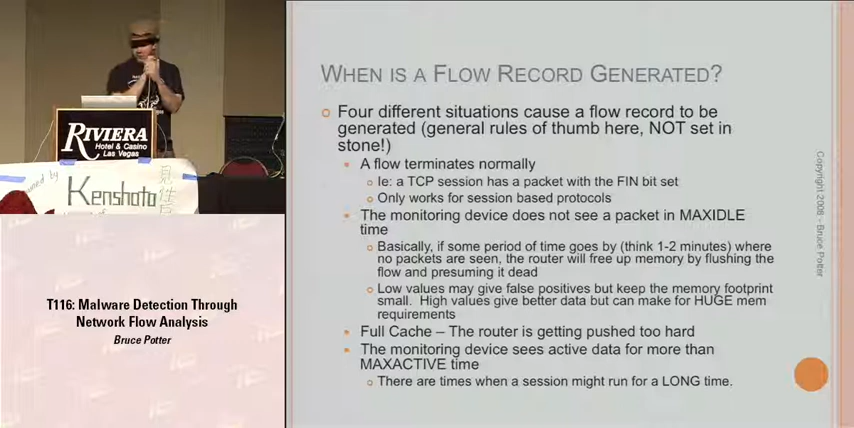 RIVIERA
Hotel & Casino
Las Vegas
owned by
Kenshoto
見性
T116: Malware Detection Through
Network Flow Analysis
Bruce Potter
WHEN IS A FLOW RECORD GENERATED?
Four different situations cause a flow record to be
generated (general rules of thumb here, NOT set in
stone!)
A flow terminates normally
Ie: a TCP session has a packet with the FIN bit set
Only works for session based protocols
The monitoring device does not see a packet in MAXIDLE
time
Basically, if some period of time goes by (think 1-2 minutes) where
no packets are seen, the router will free up memory by flushing the
flow and presuming it dead
Low values may give false positives but keep the memory footprint
small. High values give better data but can make for HUGE mem
requirements
Full Cache – The router is getting pushed too hard
The monitoring device sees active data for more than
MAXACTIVE time
There are times when a session might run for a LONG time.
Copyright 2008 - Bruce Potter